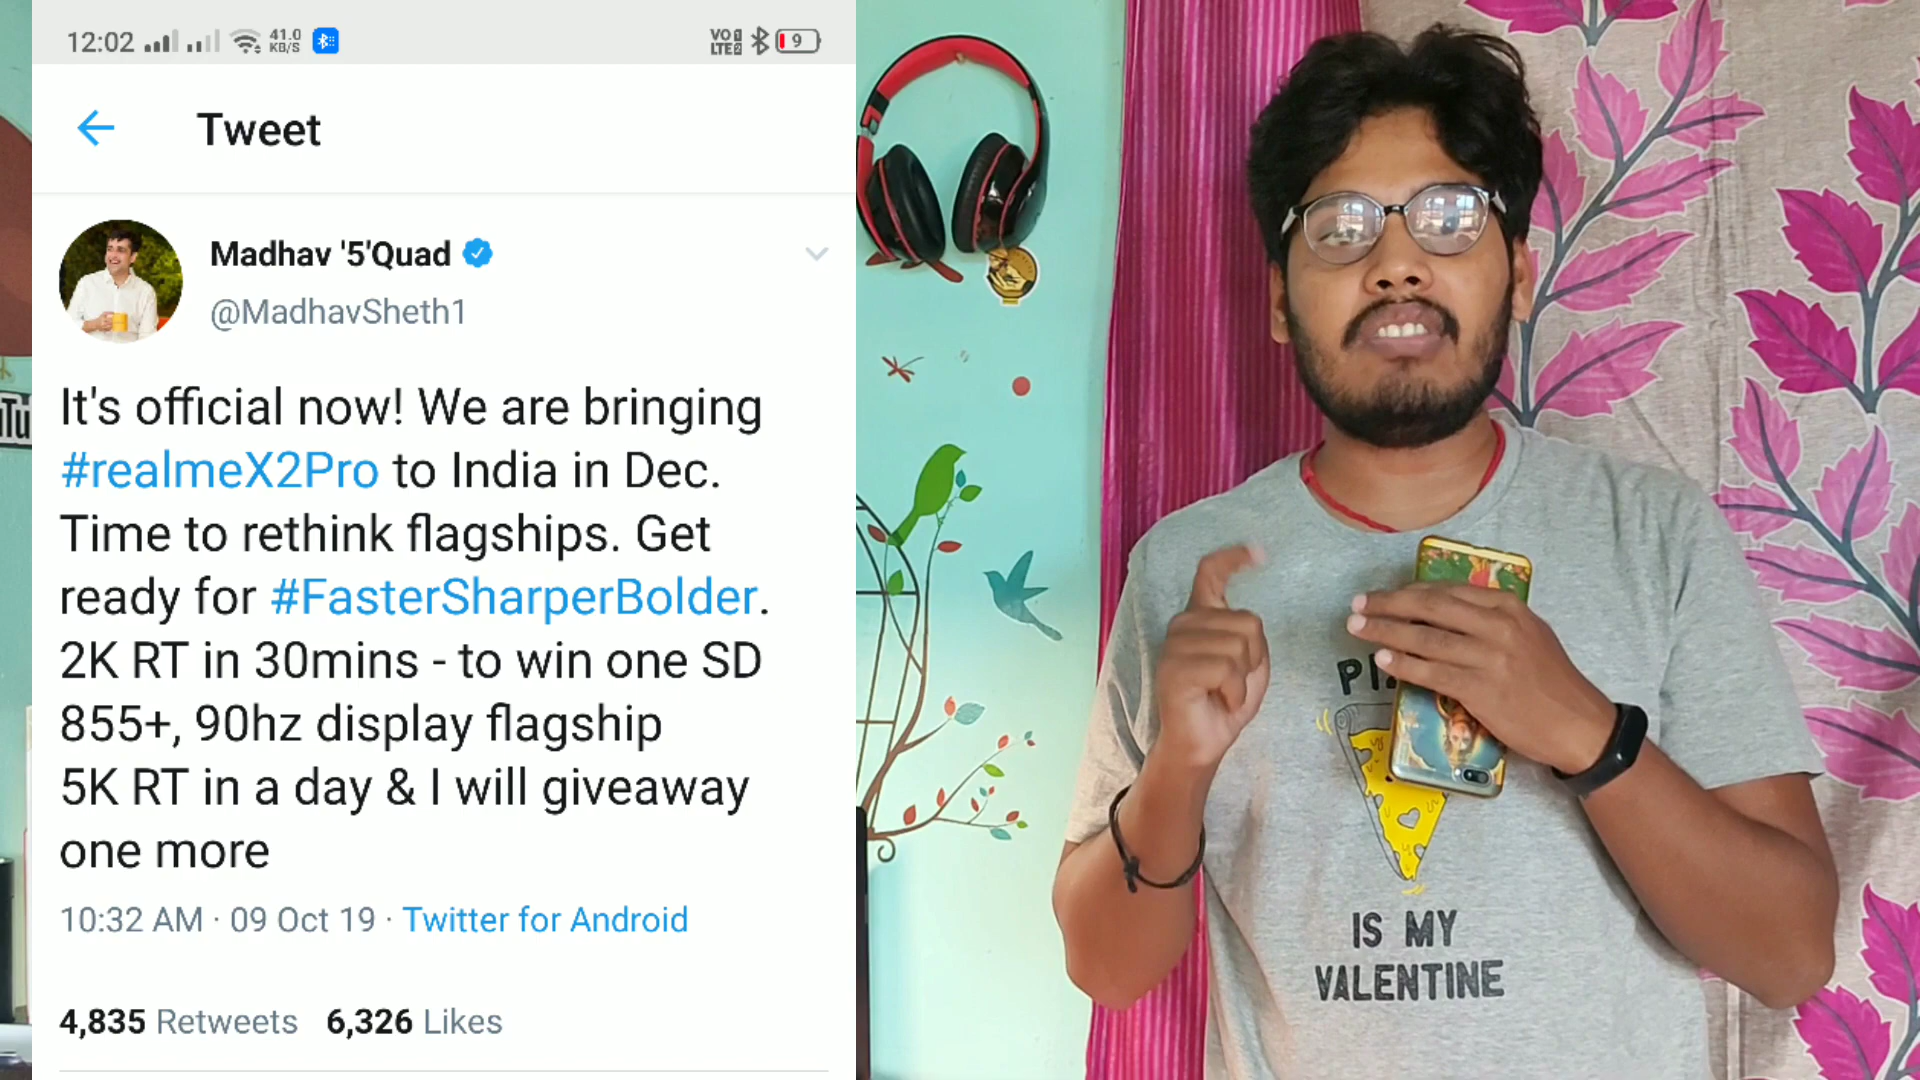 12:02 41.0 KB/S VO LTE 9
Tweet
Madhav '5'Quad
@MadhavSheth1
It's official now! We are bringing
#realmeX2Pro to India in Dec.
Time to rethink flagships. Get
ready for #FasterSharperBolder.
2K RT in 30mins - to win one SD
855+, 90hz display flagship
5K RT in a day & I will giveaway
one more
10:32 AM · 09 Oct 19 · Twitter for Android
4,835 Retweets 6,326 Likes
IS MY
VALENTINE